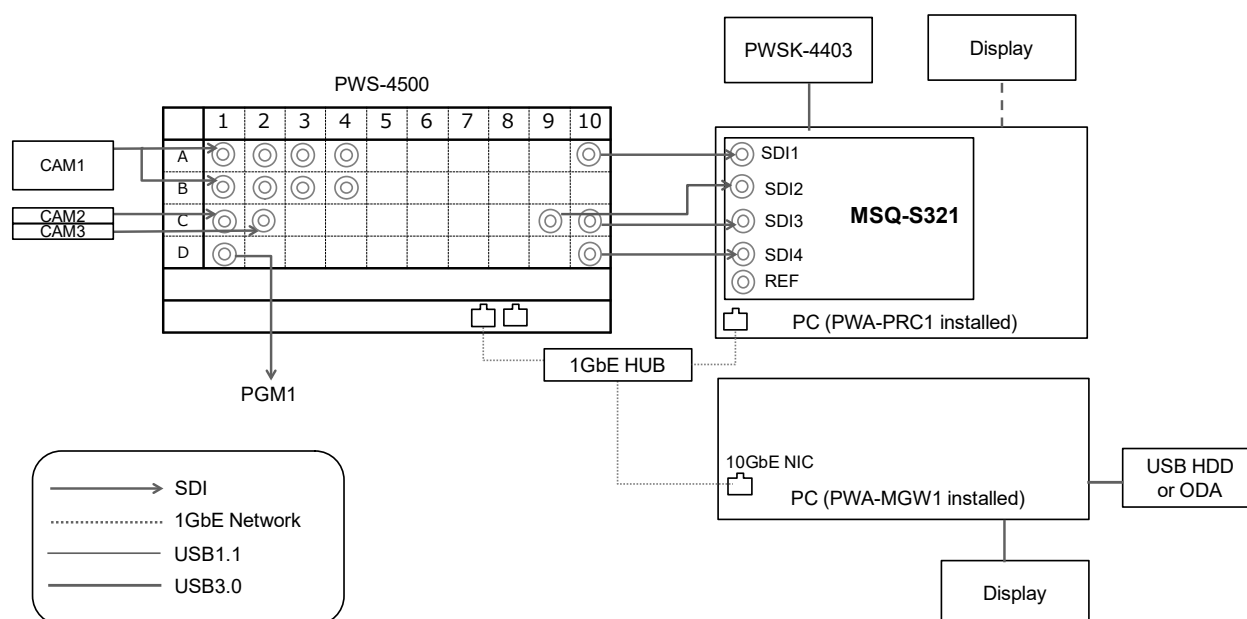 PWSK-4403
Display
PWS-4500
1 2 3 4 5 6 7 8 9 10
A
B
C
D
CAM1
CAM2
CAM3
SDI1
SDI2
SDI3
SDI4
REF
MSQ-S321
PC (PWA-PRC1 installed)
1GbE HUB
PGM1
10GbE NIC
PC (PWA-MGW1 installed)
USB HDD
or ODA
Display
SDI
1GbE Network
USB1.1
USB3.0